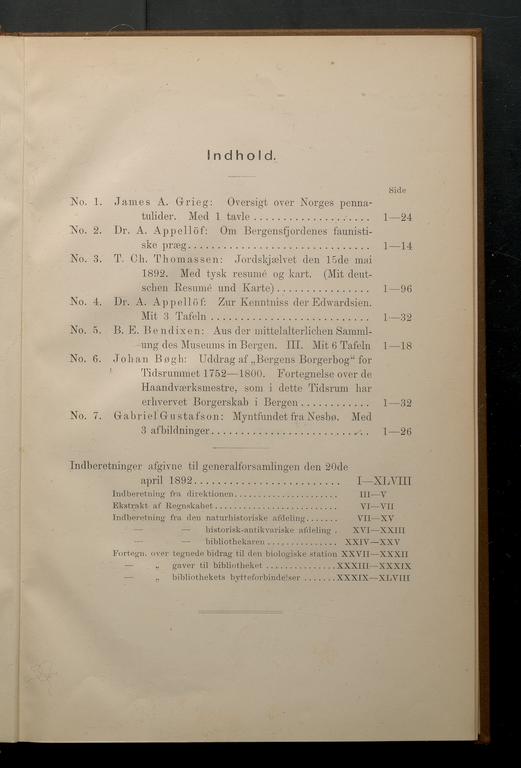 Indhold.
Side
No. 1. James A. Grieg: Oversigt over Norges penna-
tulider. Med 1 tavle .................... 1—24
No. 2. Dr. A. Appellöf: Om Bergensfjordenes faunisti-
ske præg............................... 1—14
No. 3. T. Ch. Thomassen: Jordskjælvet den 15de mai
1892. Med tysk resumé og kart. (Mit deut-
schen Resumé und Karte)................ 1—96
No. 4. Dr. A. Appellöf: Zur Kenntniss der Edwardsien.
Mit 3 Tafeln ........................... 1—32
No. 5. B. E. Bendixen: Aus der mittelalterlichen Samml-
ung des Museums in Bergen. III. Mit 6 Tafeln 1—18
No. 6. Johan Bøgh: Uddrag af „Bergens Borgerbog“ for
Tidsrummet 1752—1800. Fortegnelse over de
Haandværksmestre, som i dette Tidsrum har
erhvervet Borgerskab i Bergen ............ 1—32
No. 7. Gabriel Gustafson: Myntfundet fra Nesbø. Med
3 afbildninger........................... 1—26
Indberetninger afgivne til generalforsamlingen den 20de
april 1892......................... I—XLVIII
Indberetning fra direktionen...................... III—V
Ekstrakt af Regnskabet .......................... VI—VII
Indberetning fra den naturhistoriske afdeling....... VII—XV
— — historisk-antikvariske afdeling . XVI—XXIII
— — bibliothekaren ............... XXIV—XXV
Fortegn. over tegnede bidrag til den biologiske station XXVII—XXXII
— „ gaver til bibliotheket ...............XXXIII—XXXIX
— „ bibliothekets bytteforbindelser .......XXXIX—XLVIII